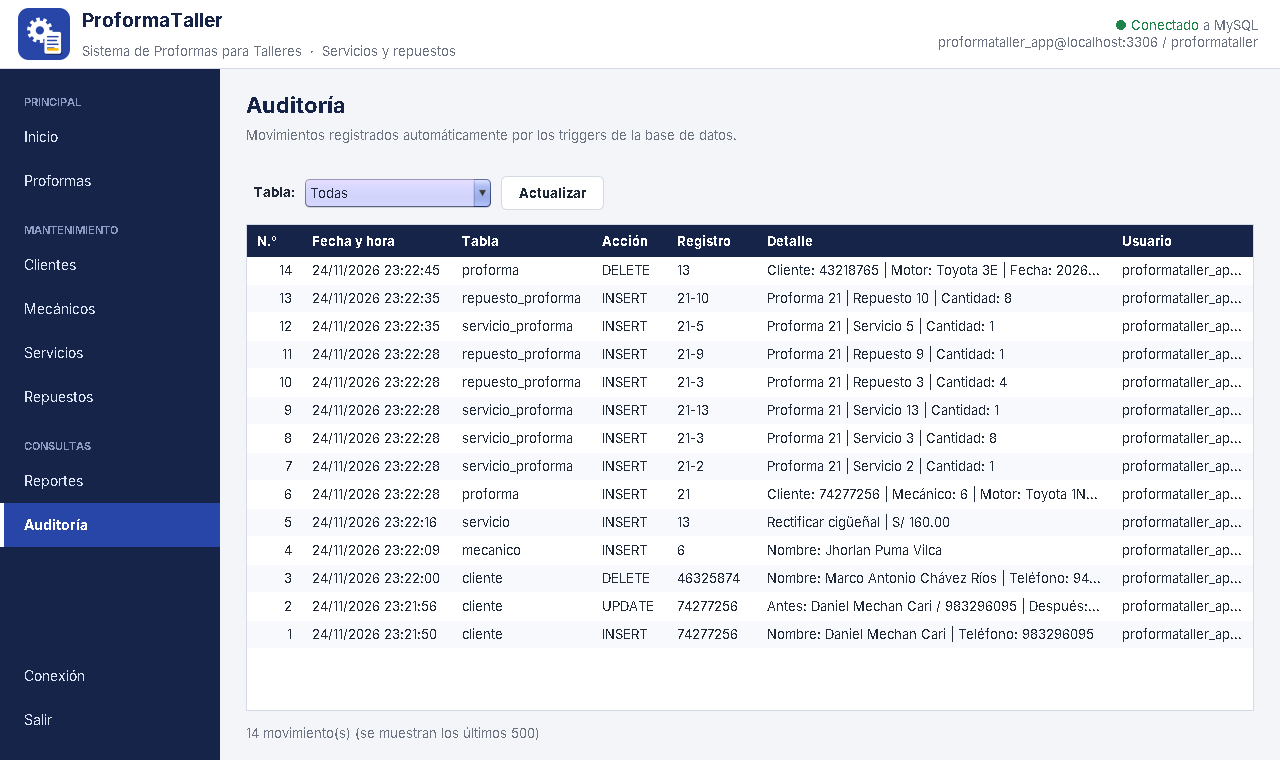 ProformaTaller
Sistema de Proformas para Talleres · Servicios y repuestos
Conectado a MySQL
proformataller_app@localhost:3306 / proformataller
PRINCIPAL
Inicio
Proformas
MANTENIMIENTO
Clientes
Mecánicos
Servicios
Repuestos
CONSULTAS
Reportes
Auditoría
Conexión
Salir
Auditoría
Movimientos registrados automáticamente por los triggers de la base de datos.
Tabla: Todas Actualizar
N.º Fecha y hora Tabla Acción Registro Detalle Usuario
14 24/11/2026 23:22:45 proforma DELETE 13 Cliente: 43218765 | Motor: Toyota 3E | Fecha: 2026... proformataller_ap...
13 24/11/2026 23:22:35 repuesto_proforma INSERT 21-10 Proforma 21 | Repuesto 10 | Cantidad: 8 proformataller_ap...
12 24/11/2026 23:22:35 servicio_proforma INSERT 21-5 Proforma 21 | Servicio 5 | Cantidad: 1 proformataller_ap...
11 24/11/2026 23:22:28 repuesto_proforma INSERT 21-9 Proforma 21 | Repuesto 9 | Cantidad: 1 proformataller_ap...
10 24/11/2026 23:22:28 repuesto_proforma INSERT 21-3 Proforma 21 | Repuesto 3 | Cantidad: 4 proformataller_ap...
9 24/11/2026 23:22:28 servicio_proforma INSERT 21-13 Proforma 21 | Servicio 13 | Cantidad: 1 proformataller_ap...
8 24/11/2026 23:22:28 servicio_proforma INSERT 21-3 Proforma 21 | Servicio 3 | Cantidad: 8 proformataller_ap...
7 24/11/2026 23:22:28 servicio_proforma INSERT 21-2 Proforma 21 | Servicio 2 | Cantidad: 1 proformataller_ap...
6 24/11/2026 23:22:28 proforma INSERT 21 Cliente: 74277256 | Mecánico: 6 | Motor: Toyota 1N... proformataller_ap...
5 24/11/2026 23:22:16 servicio INSERT 13 Rectificar cigüeñal | S/ 160.00 proformataller_ap...
4 24/11/2026 23:22:09 mecanico INSERT 6 Nombre: Jhorlan Puma Vilca proformataller_ap...
3 24/11/2026 23:22:00 cliente DELETE 46325874 Nombre: Marco Antonio Chávez Ríos | Teléfono: 94... proformataller_ap...
2 24/11/2026 23:21:56 cliente UPDATE 74277256 Antes: Daniel Mechan Cari / 983296095 | Después:... proformataller_ap...
1 24/11/2026 23:21:50 cliente INSERT 74277256 Nombre: Daniel Mechan Cari | Teléfono: 983296095 proformataller_ap...
14 movimiento(s) (se muestran los últimos 500)